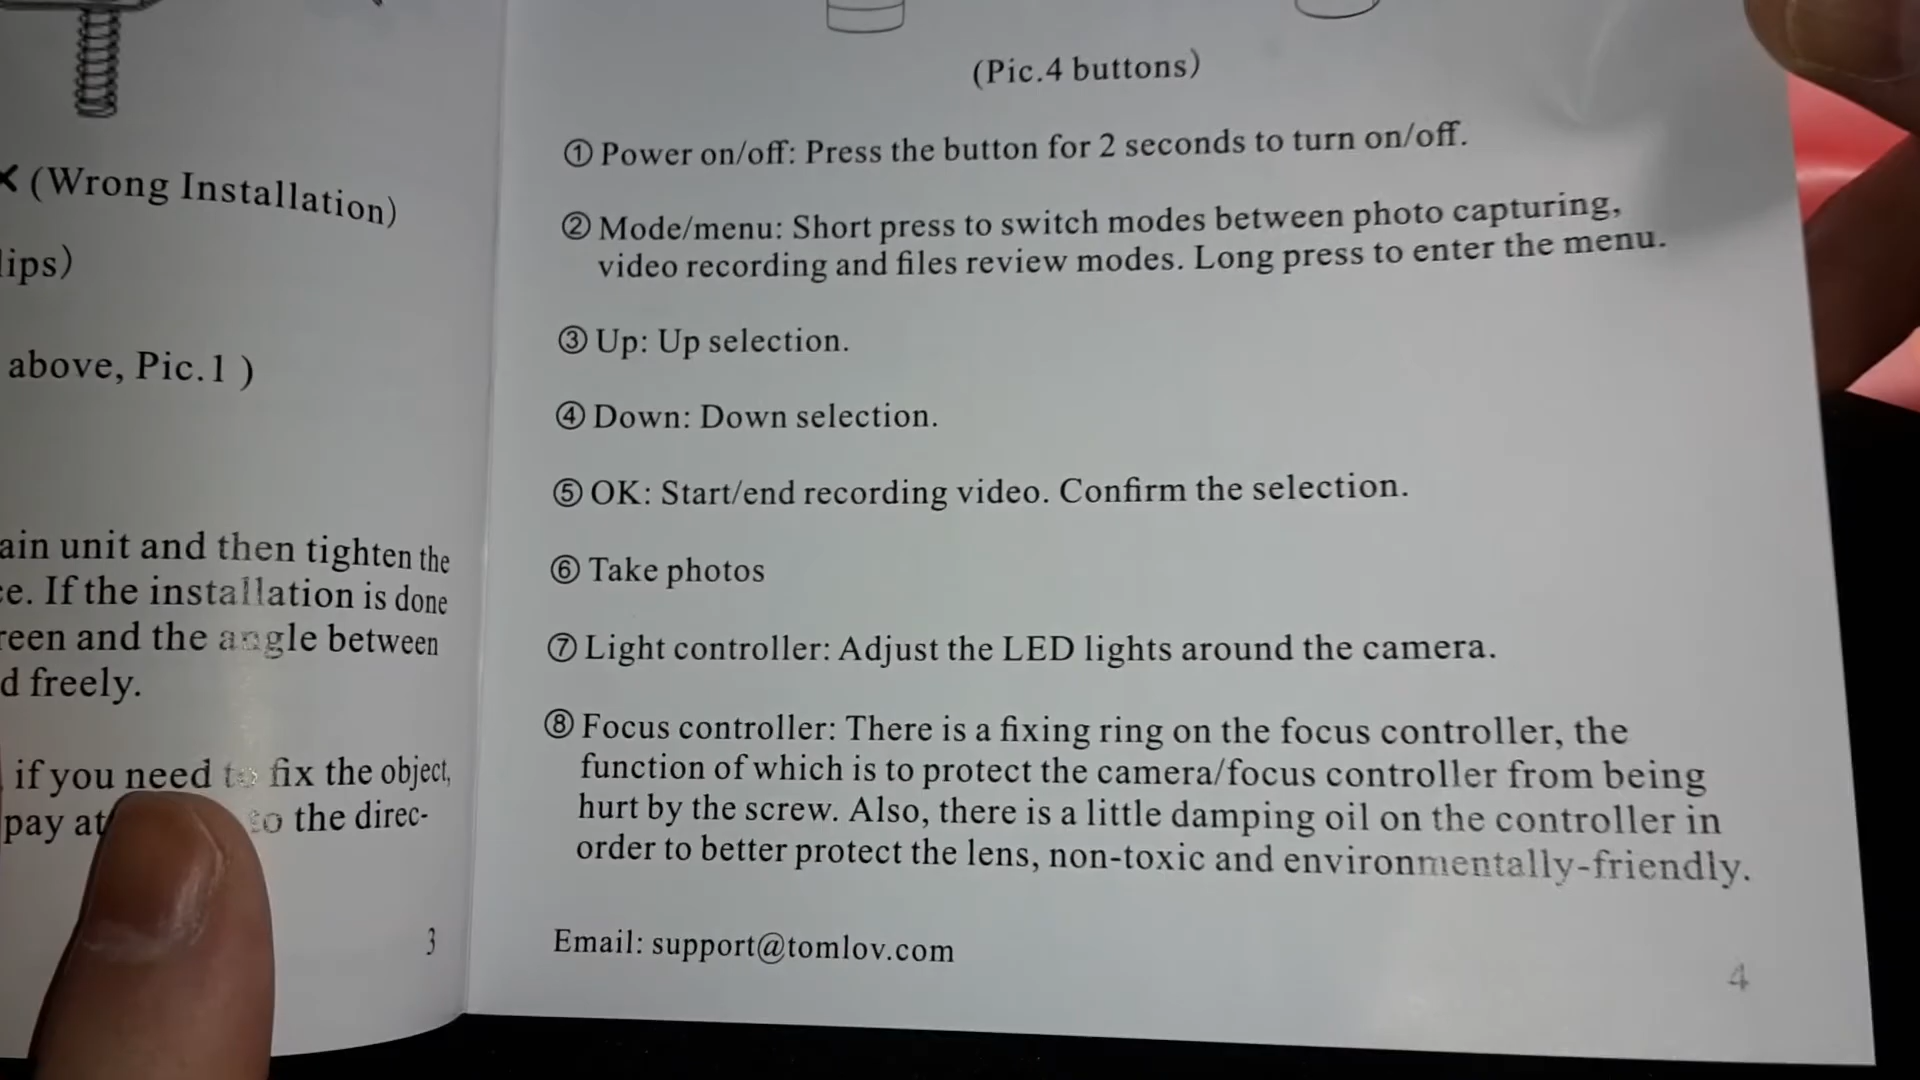 (Wrong Installation)
lips)
above, Pic.1 )
ain unit and then tighten the
e. If the installation is done
reen and the angle between
d freely.
if you need to fix the object,
pay to the direc-
3
(Pic.4 buttons)
① Power on/off: Press the button for 2 seconds to turn on/off.
② Mode/menu: Short press to switch modes between photo capturing,
video recording and files review modes. Long press to enter the menu.
③ Up: Up selection.
④ Down: Down selection.
⑤ OK: Start/end recording video. Confirm the selection.
⑥ Take photos
⑦ Light controller: Adjust the LED lights around the camera.
⑧ Focus controller: There is a fixing ring on the focus controller, the
function of which is to protect the camera/focus controller from being
hurt by the screw. Also, there is a little damping oil on the controller in
order to better protect the lens, non-toxic and environmentally-friendly.
Email: support@tomlov.com
4